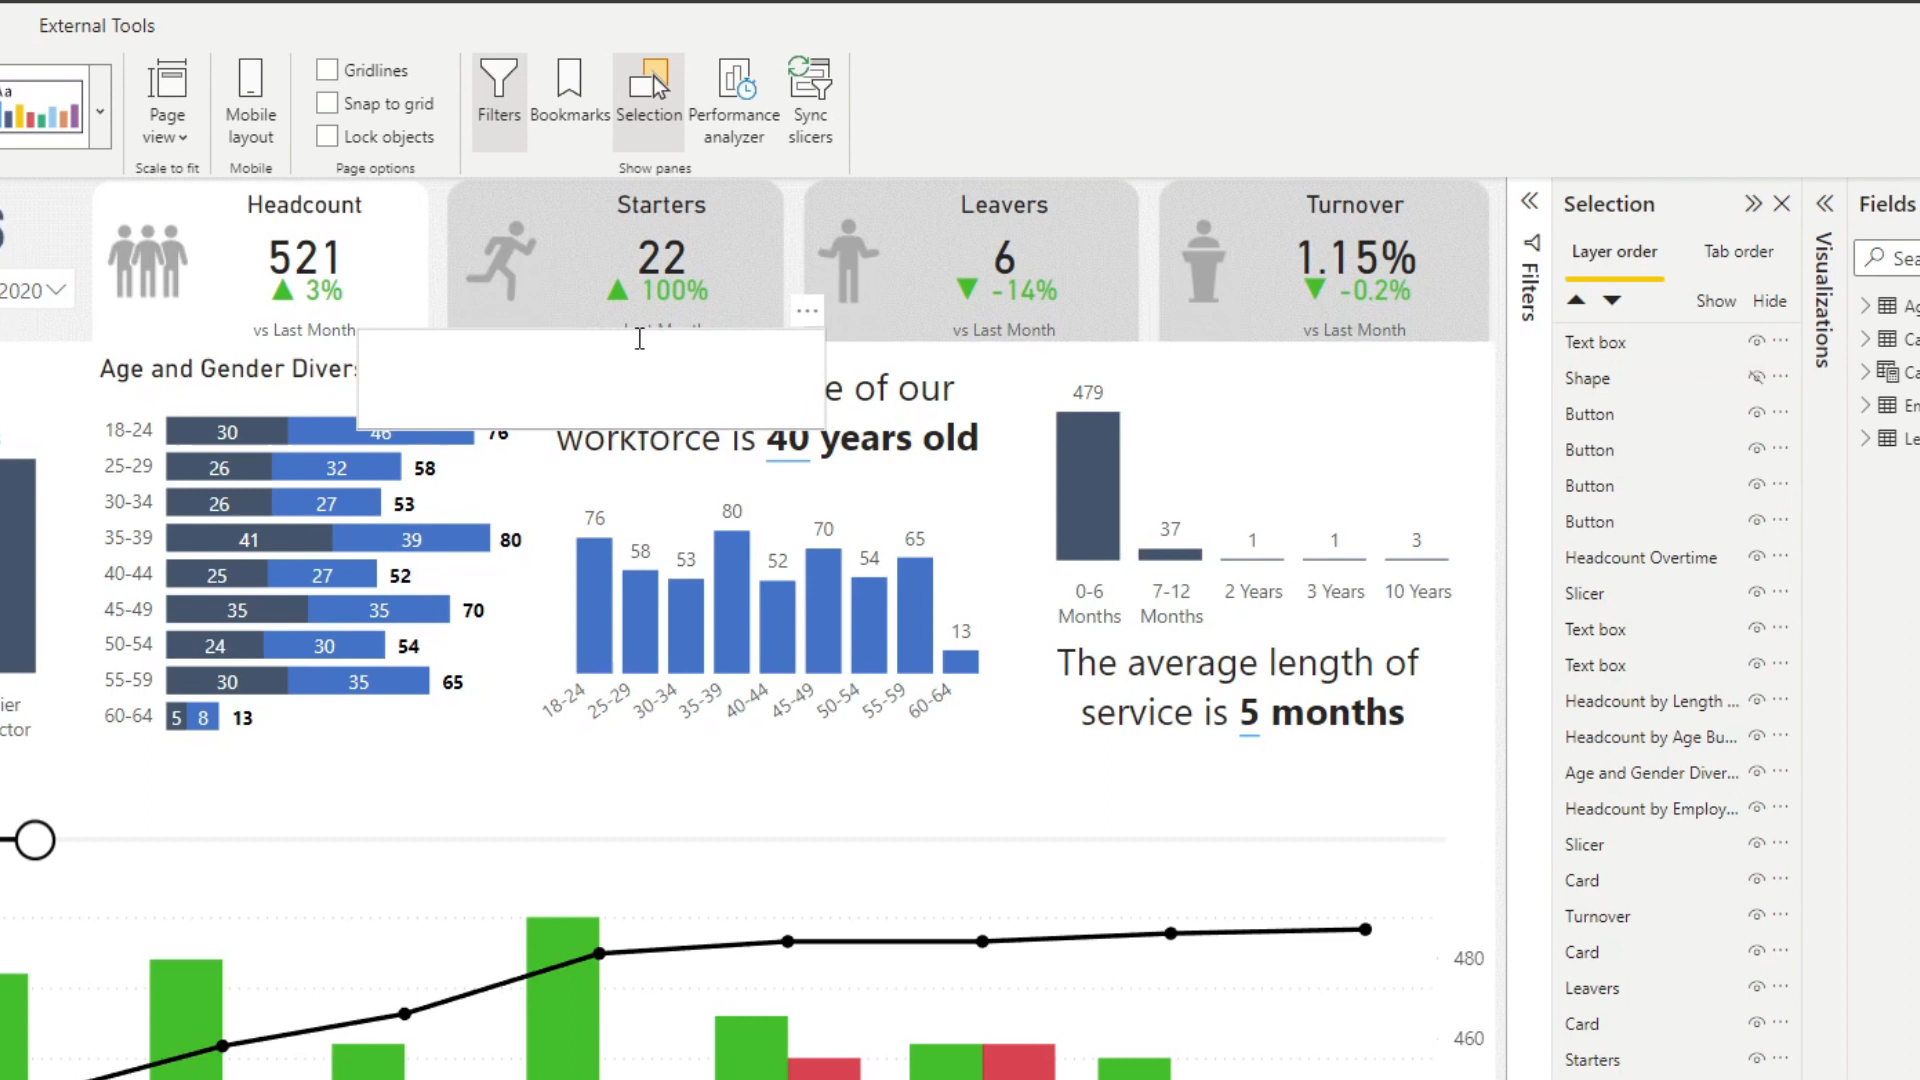 External Tools
Aa
Page view
Mobile layout
Gridlines
Snap to grid
Lock objects
Filters
Bookmarks
Selection
Performance analyzer
Sync slicers
Scale to fit
Mobile
Page options
Show panes
S
2020
Headcount
521
3%
vs Last Month
Starters
22
100%
Leavers
6
-14%
vs Last Month
Turnover
1.15%
-0.2%
vs Last Month
Age and Gender Divers
18-24 30 46 76
25-29 26 32 58
30-34 26 27 53
35-39 41 39 80
40-44 25 27 52
45-49 35 35 70
50-54 24 30 54
55-59 30 35 65
60-64 5 8 13
ier
ctor
e of our
workforce is 40 years old
76 58 53 80 52 70 54 65 13
18-24 25-29 30-34 35-39 40-44 45-49 50-54 55-59 60-64
479 37 1 1 3
0-6 Months
7-12 Months
2 Years
3 Years
10 Years
The average length of
service is 5 months
480
460
Filters
Selection
Layer order
Tab order
Show
Hide
Text box
Shape
Button
Button
Button
Button
Headcount Overtime
Slicer
Text box
Text box
Headcount by Length ...
Headcount by Age Bu...
Age and Gender Diver...
Headcount by Employ...
Slicer
Card
Turnover
Card
Leavers
Card
Starters
Visualizations
Fields
Sea
Ag
Ca
Ca
Em
Le